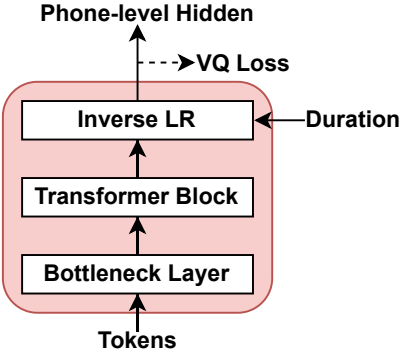 Phone-level Hidden
VQ Loss
Inverse LR
Duration
Transformer Block
Bottleneck Layer
Tokens